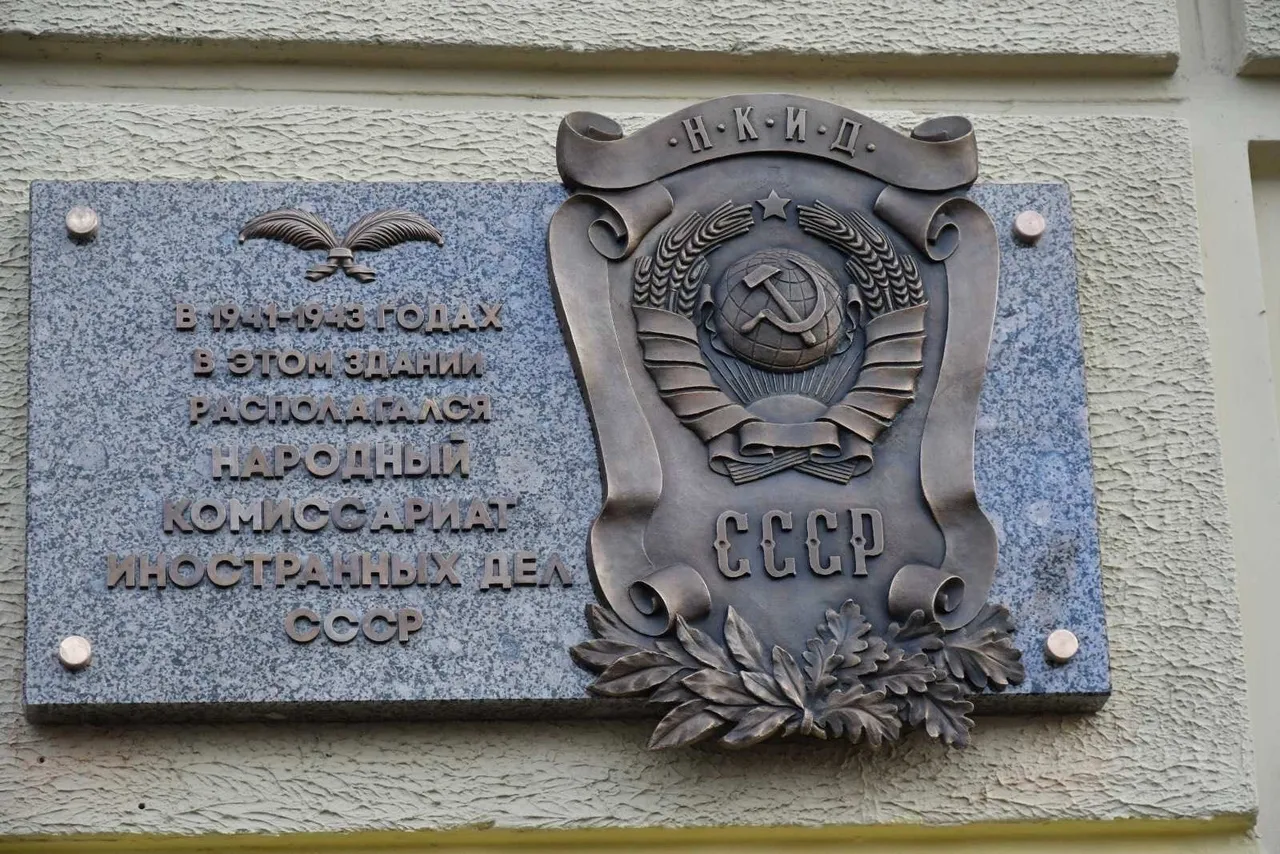 В 1941-1943 ГОДАХ
В ЭТОМ ЗДАНИИ
РАСПОЛАГАЛСЯ
НАРОДНЫЙ
КОМИССАРИАТ
ИНОСТРАННЫХ ДЕЛ
СССР
·Н·К·И·Д·
СССР